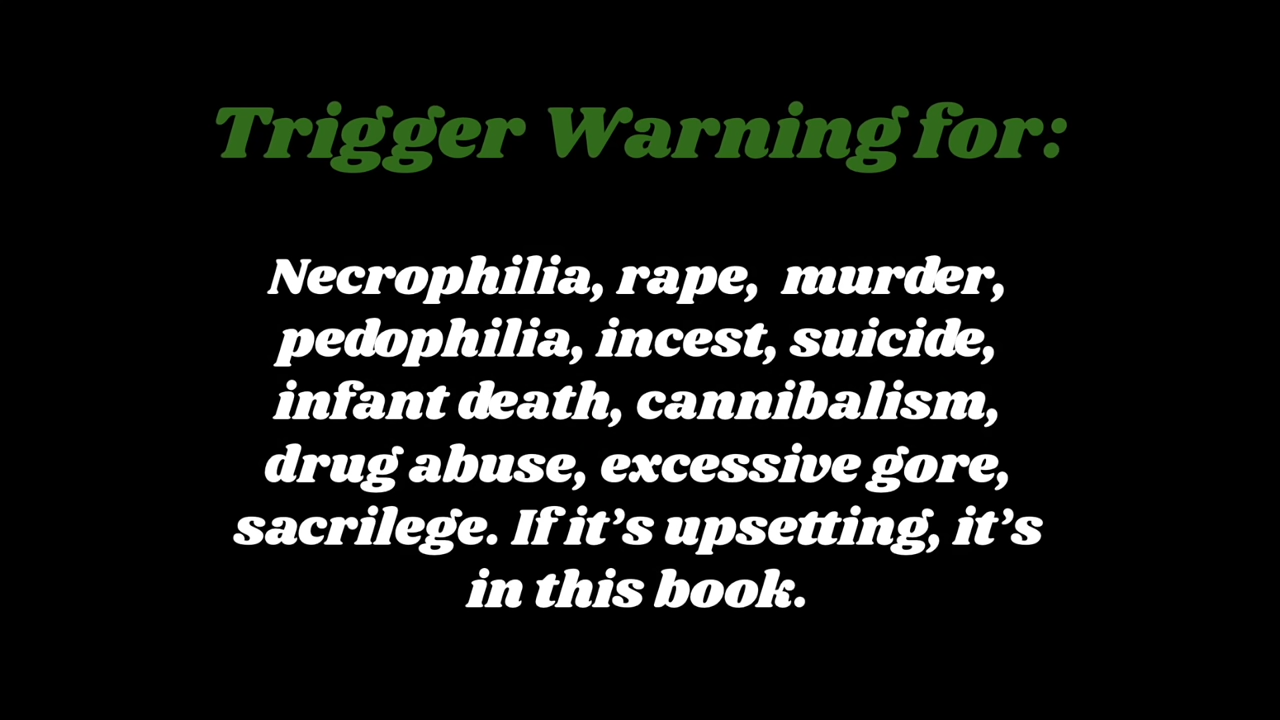 Trigger Warning for:
Necrophilia, rape,  murder,
pedophilia, incest, suicide,
infant death, cannibalism,
drug abuse, excessive gore,
sacrilege. If it’s upsetting, it’s
in this book.